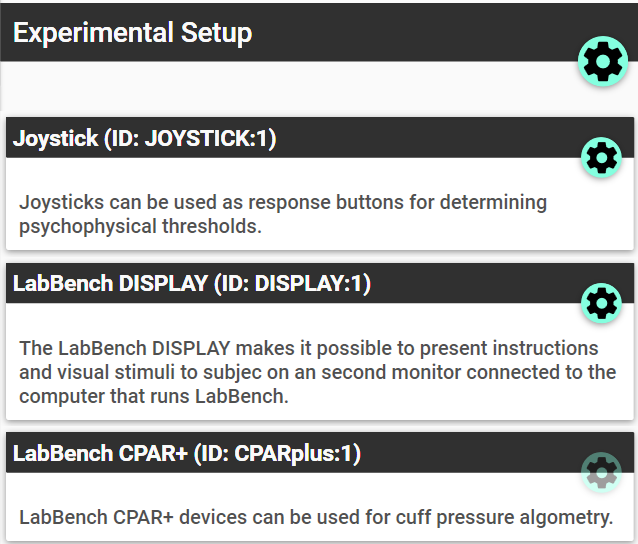 Experimental Setup
Joystick (ID: JOYSTICK:1)
Joysticks can be used as response buttons for determining
psychophysical thresholds.
LabBench DISPLAY (ID: DISPLAY:1)
The LabBench DISPLAY makes it possible to present instructions
and visual stimuli to subjec on an second monitor connected to the
computer that runs LabBench.
LabBench CPAR+ (ID: CPARplus:1)
LabBench CPAR+ devices can be used for cuff pressure algometry.